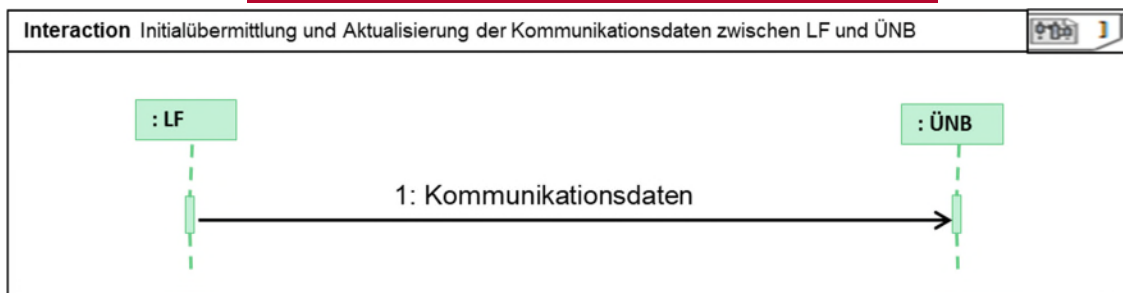 Interaction Initialübermittlung und Aktualisierung der Kommunikationsdaten zwischen LF und ÜNB
: LF
: ÜNB
1: Kommunikationsdaten